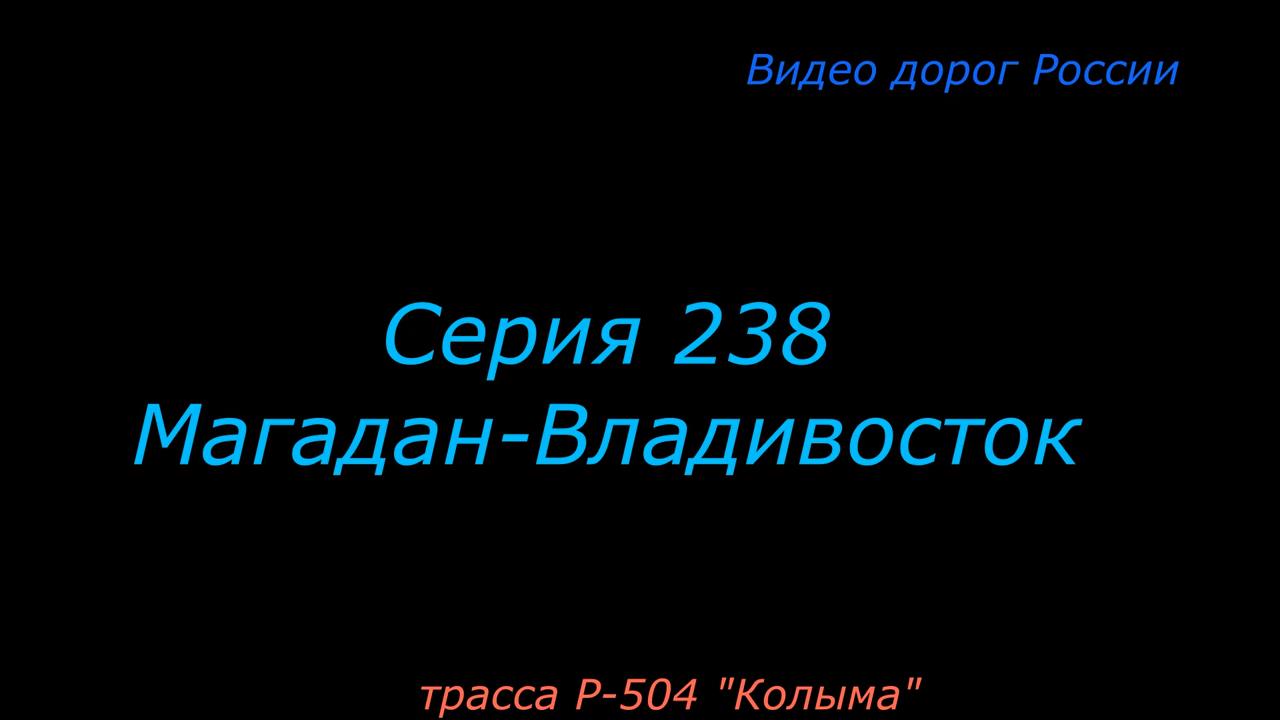 Видео дорог России
Серия 238
Магадан-Владивосток
трасса Р-504 "Колыма"